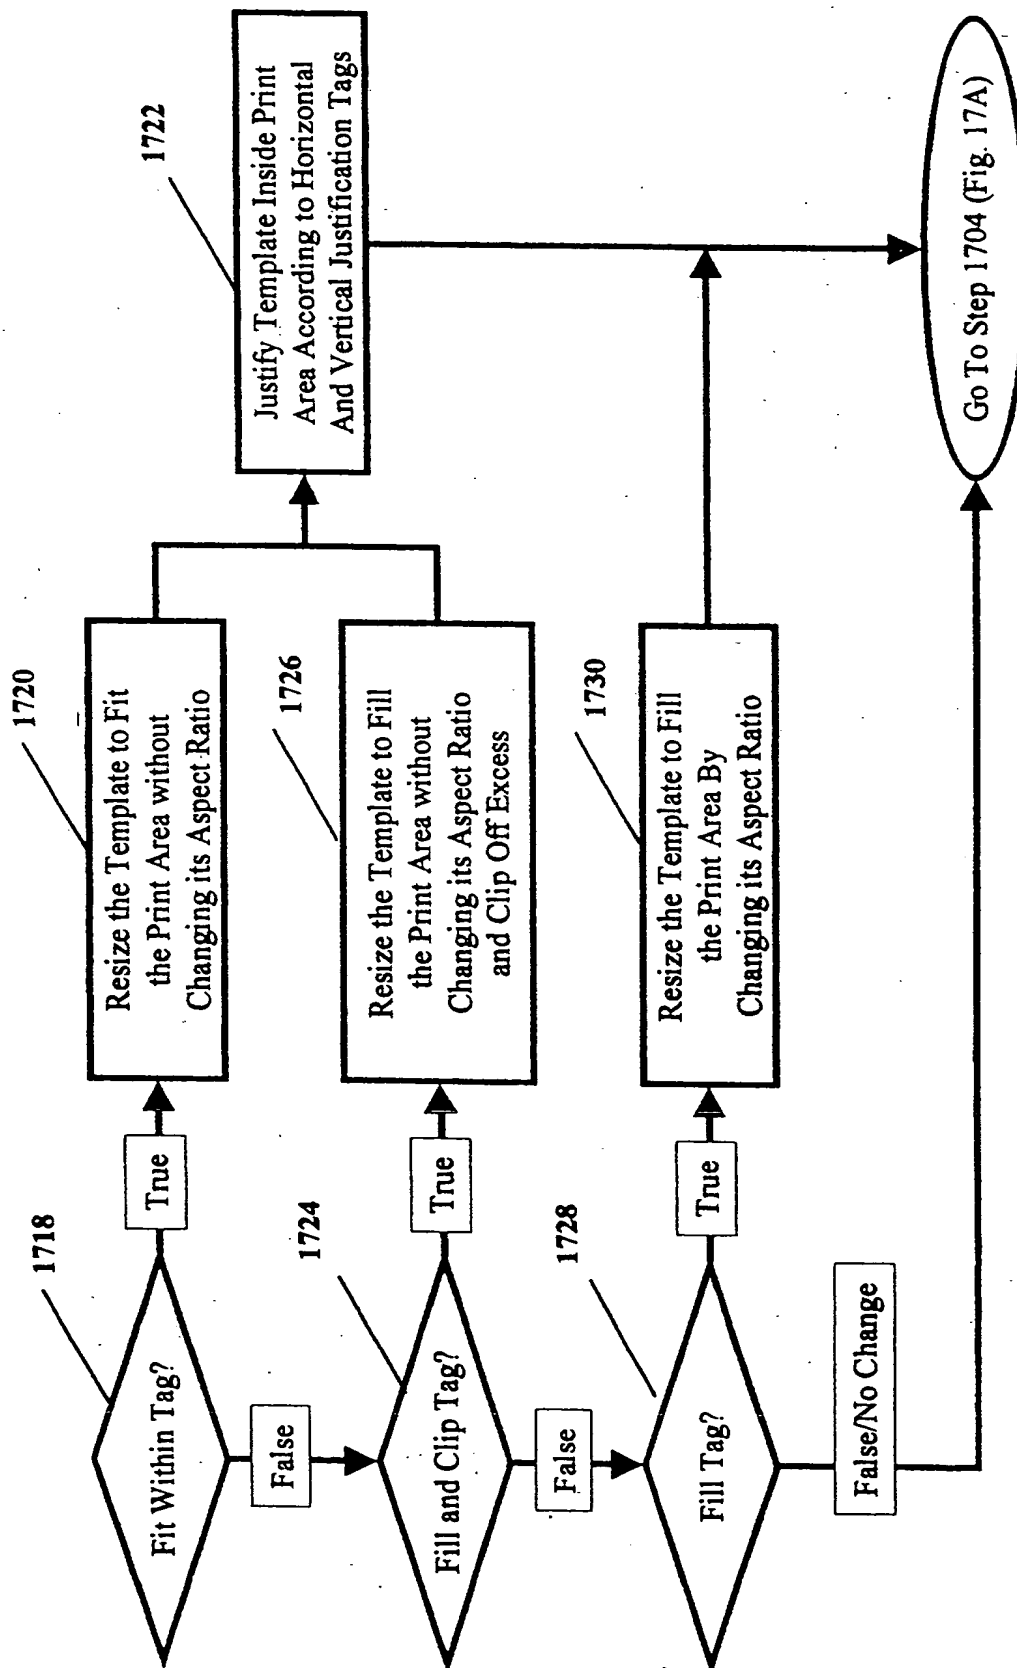 1718
Fit Within Tag?
True
1720
Resize the Template to Fit
the Print Area without
Changing its Aspect Ratio
1722
Justify Template Inside Print
Area According to Horizontal
And Vertical Justification Tags
False
1724
Fill and Clip Tag?
True
1726
Resize the Template to Fill
the Print Area without
Changing its Aspect Ratio
and Clip Off Excess
False
1728
Fill Tag?
True
1730
Resize the Template to Fill
the Print Area By
Changing its Aspect Ratio
False/No Change
Go To Step 1704 (Fig. 17A)